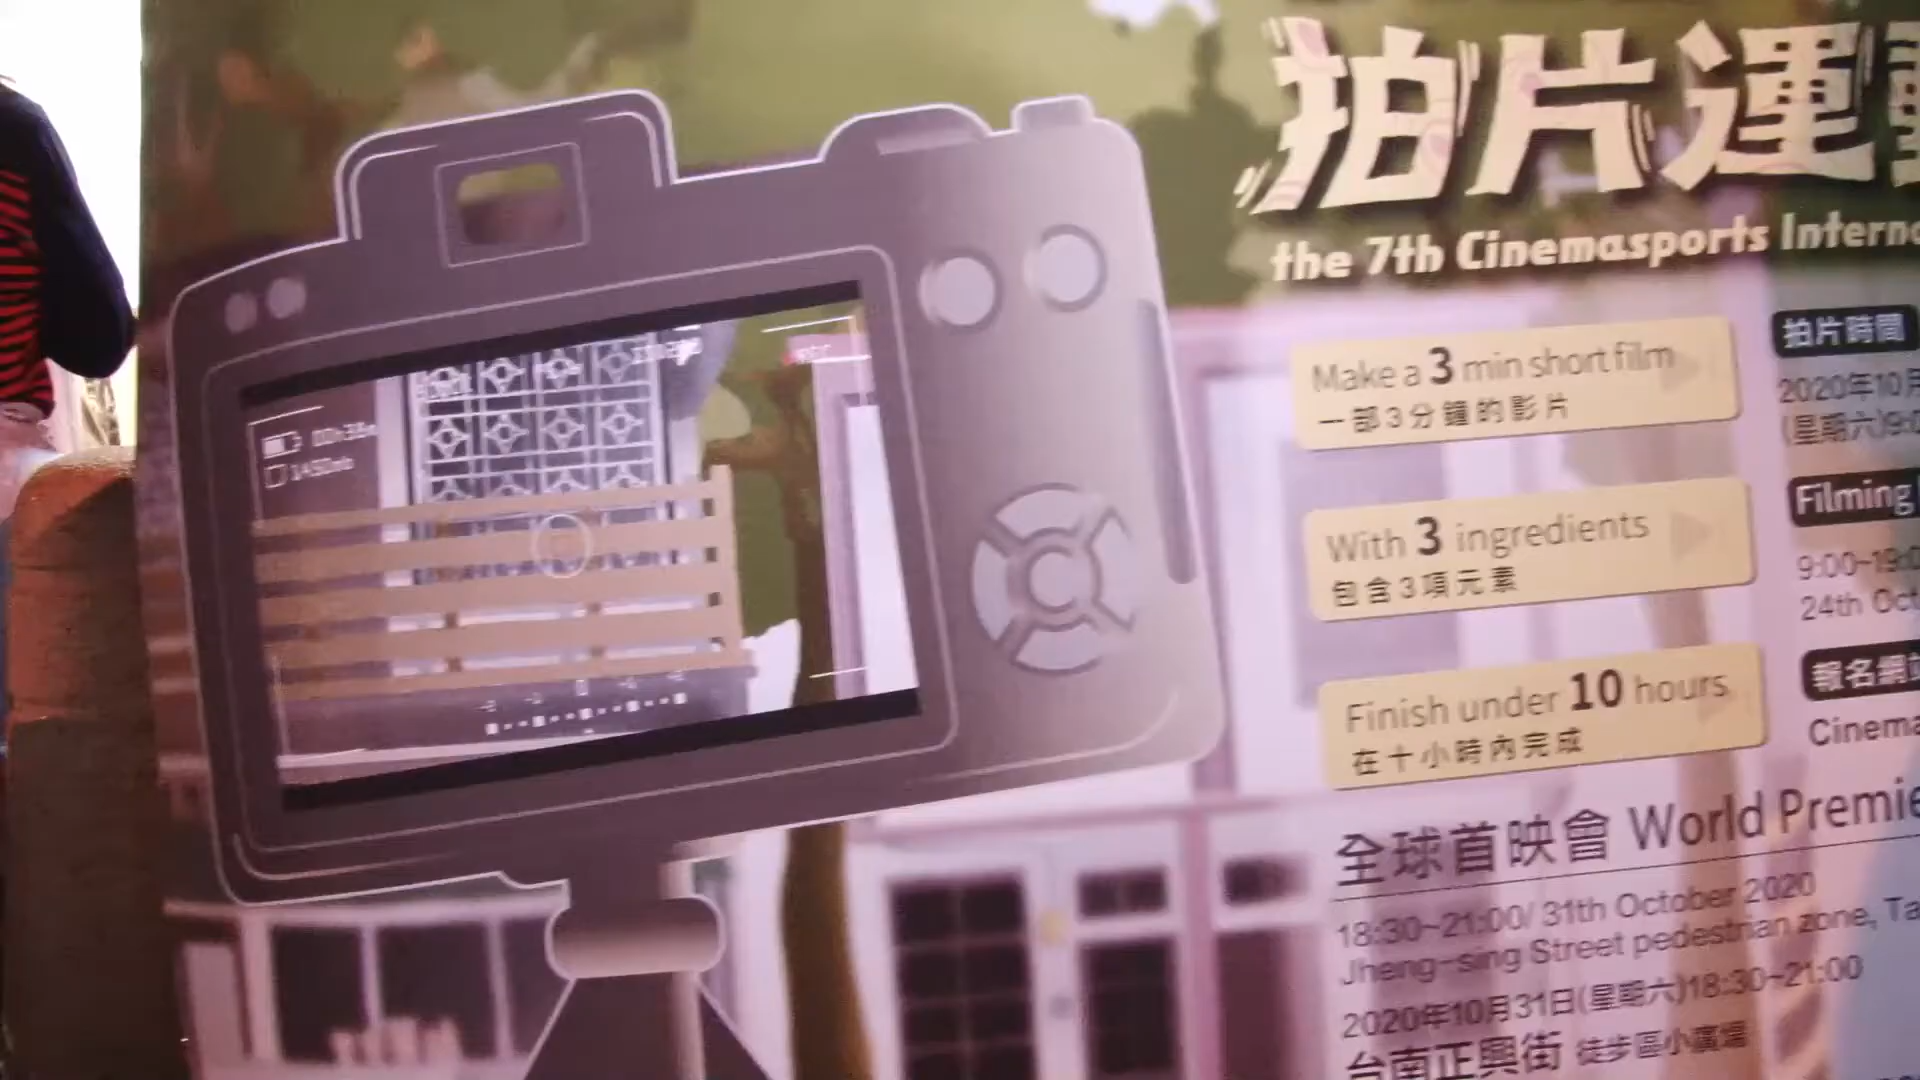 拍片運
the 7th Cinemasports Interna
Make a 3 min short film
一部3分鐘的影片
With 3 ingredients
包含3項元素
Finish under 10 hours
在十小時內完成
拍片時間
2020年10月
(星期六)9:0
Filming
9:00~19:0
24th Oct
報名網站
Cinema
全球首映會 World Premie
18:30~21:00/ 31th October 2020
Jheng-sing Street pedestrian zone, Ta
2020年10月31日(星期六)18:30~21:00
台南正興街 徒步區小廣場